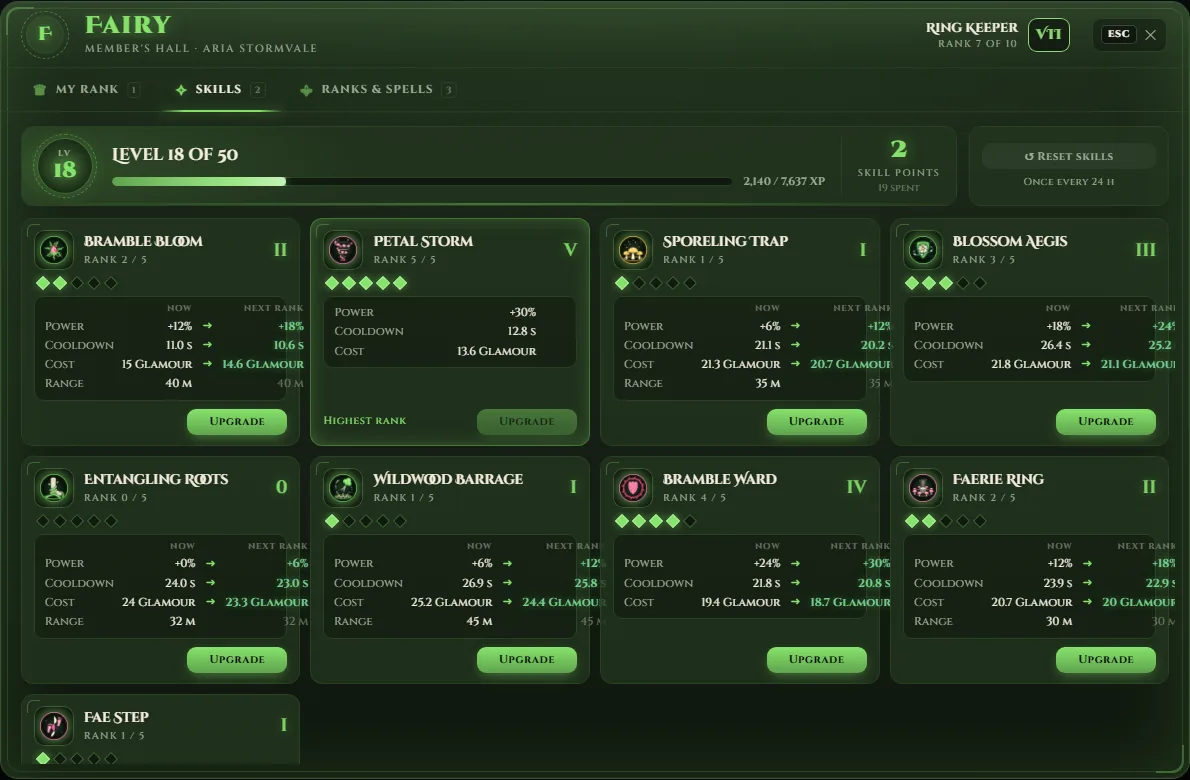 F
FAIRY
MEMBER'S HALL · ARIA STORMVALE
RING KEEPER
RANK 7 OF 10
VII
ESC
MY RANK 1
SKILLS 2
RANKS & SPELLS 3
LV
18
LEVEL 18 OF 50
2,140 / 7,637 XP
2
SKILL POINTS
19 SPENT
↺ RESET SKILLS
ONCE EVERY 24 H
BRAMBLE BLOOM
RANK 2 / 5
II
NOW NEXT RANK
POWER +12% → +18%
COOLDOWN 11.0 S → 10.6 S
COST 15 GLAMOUR → 14.6 GLAMOUR
RANGE 40 M 40 M
UPGRADE
PETAL STORM
RANK 5 / 5
V
POWER +30%
COOLDOWN 12.8 S
COST 13.6 GLAMOUR
HIGHEST RANK
UPGRADE
SPORELING TRAP
RANK 1 / 5
I
NOW NEXT RANK
POWER +6% → +12%
COOLDOWN 21.1 S → 20.2 S
COST 21.3 GLAMOUR → 20.7 GLAMOUR
RANGE 35 M 35 M
UPGRADE
BLOSSOM AEGIS
RANK 3 / 5
III
NOW NEXT RANK
POWER +18% → +24%
COOLDOWN 26.4 S → 25.2
COST 21.8 GLAMOUR → 21.1 GLAMOUR
UPGRADE
ENTANGLING ROOTS
RANK 0 / 5
0
NOW NEXT RANK
POWER +0% → +6%
COOLDOWN 24.0 S → 23.0 S
COST 24 GLAMOUR → 23.3 GLAMOUR
RANGE 32 M 32 M
UPGRADE
WILDWOOD BARRAGE
RANK 1 / 5
I
NOW NEXT RANK
POWER +6% → +12%
COOLDOWN 26.9 S → 25.8 S
COST 25.2 GLAMOUR → 24.4 GLAMOUR
RANGE 45 M 45 M
UPGRADE
BRAMBLE WARD
RANK 4 / 5
IV
NOW NEXT RANK
POWER +24% → +30%
COOLDOWN 21.8 S → 20.8 S
COST 19.4 GLAMOUR → 18.7 GLAMOUR
UPGRADE
FAERIE RING
RANK 2 / 5
II
NOW NEXT RANK
POWER +12% → +18%
COOLDOWN 23.9 S → 22.9 S
COST 20.7 GLAMOUR → 20 GLAMOUR
RANGE 30 M 30 M
UPGRADE
FAE STEP
RANK 1 / 5
I